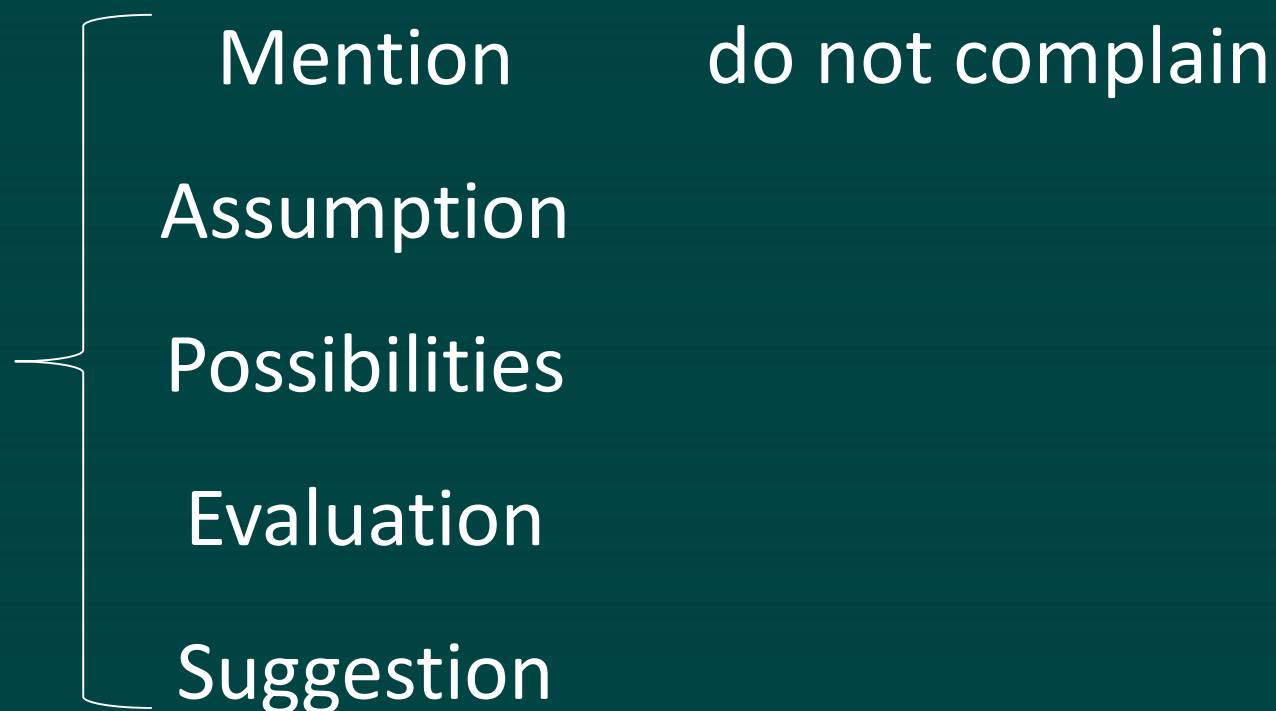 Mention do not complain
Assumption
Possibilities
Evaluation
Suggestion